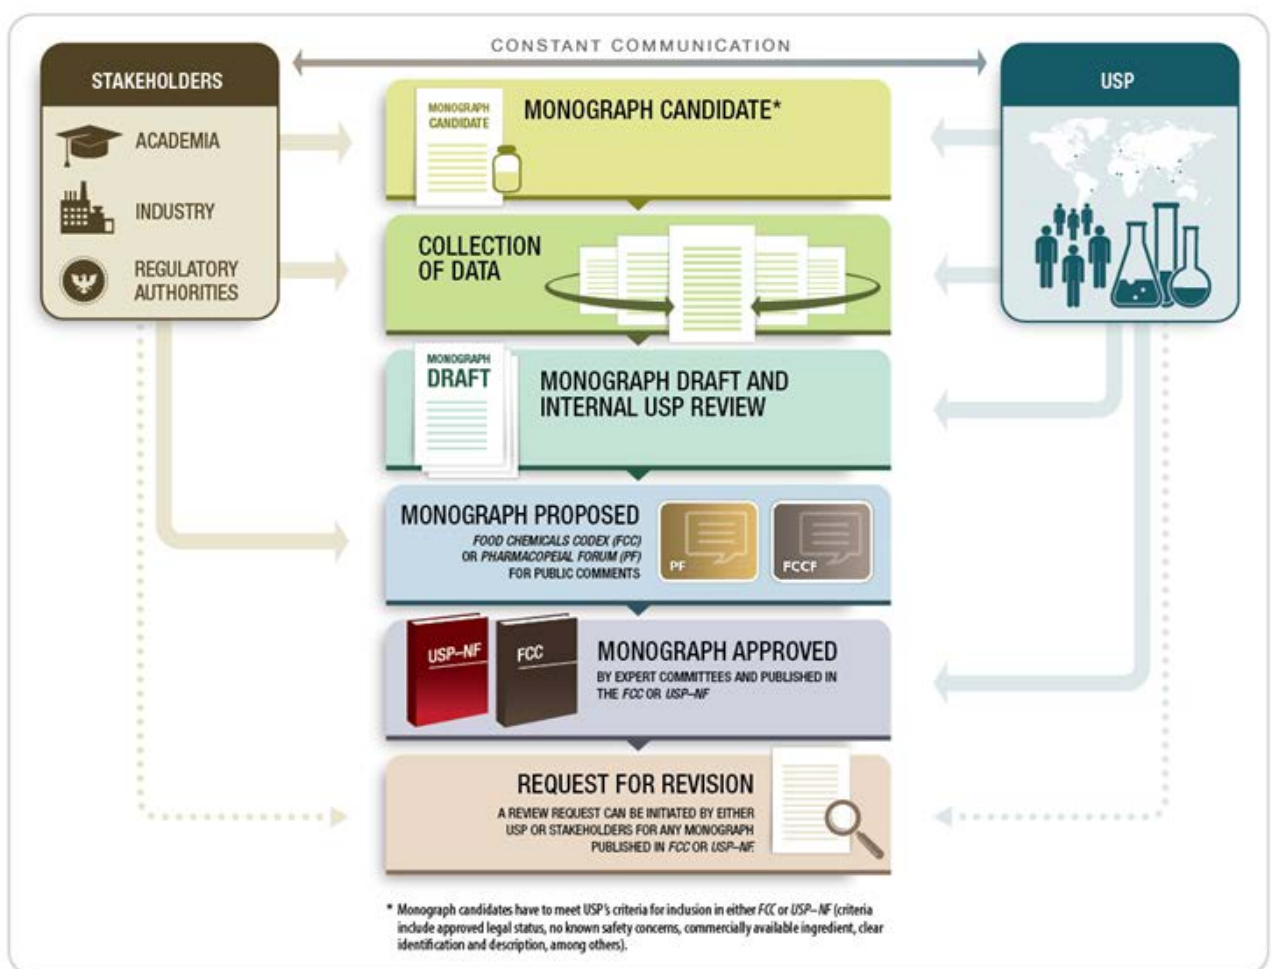 CONSTANT COMMUNICATION
STAKEHOLDERS
ACADEMIA
INDUSTRY
REGULATORY
AUTHORITIES
USP
MONOGRAPH
CANDIDATE
MONOGRAPH CANDIDATE*
COLLECTION
OF DATA
MONOGRAPH
DRAFT
MONOGRAPH DRAFT AND
INTERNAL USP REVIEW
MONOGRAPH PROPOSED
FOOD CHEMICALS CODEX (FCC)
OR PHARMACOPEIAL FORUM (PF)
FOR PUBLIC COMMENTS
PF
FCCF
USP–NF
FCC
MONOGRAPH APPROVED
BY EXPERT COMMITTEES AND PUBLISHED IN
THE FCC OR USP–NF
REQUEST FOR REVISION
A REVIEW REQUEST CAN BE INITIATED BY EITHER
USP OR STAKEHOLDERS FOR ANY MONOGRAPH
PUBLISHED IN FCC OR USP–NF.
* Monograph candidates have to meet USP's criteria for inclusion in either FCC or USP–NF (criteria
include approved legal status, no known safety concerns, commercially available ingredient, clear
identification and description, among others).